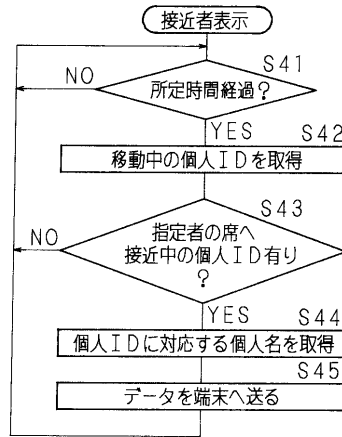 接近者表示
S41
NO
所定時間経過?
YES
S42
移動中の個人IDを取得
S43
NO
指定者の席へ
接近中の個人ID有り
?
YES
S44
個人IDに対応する個人名を取得
S45
データを端末へ送る